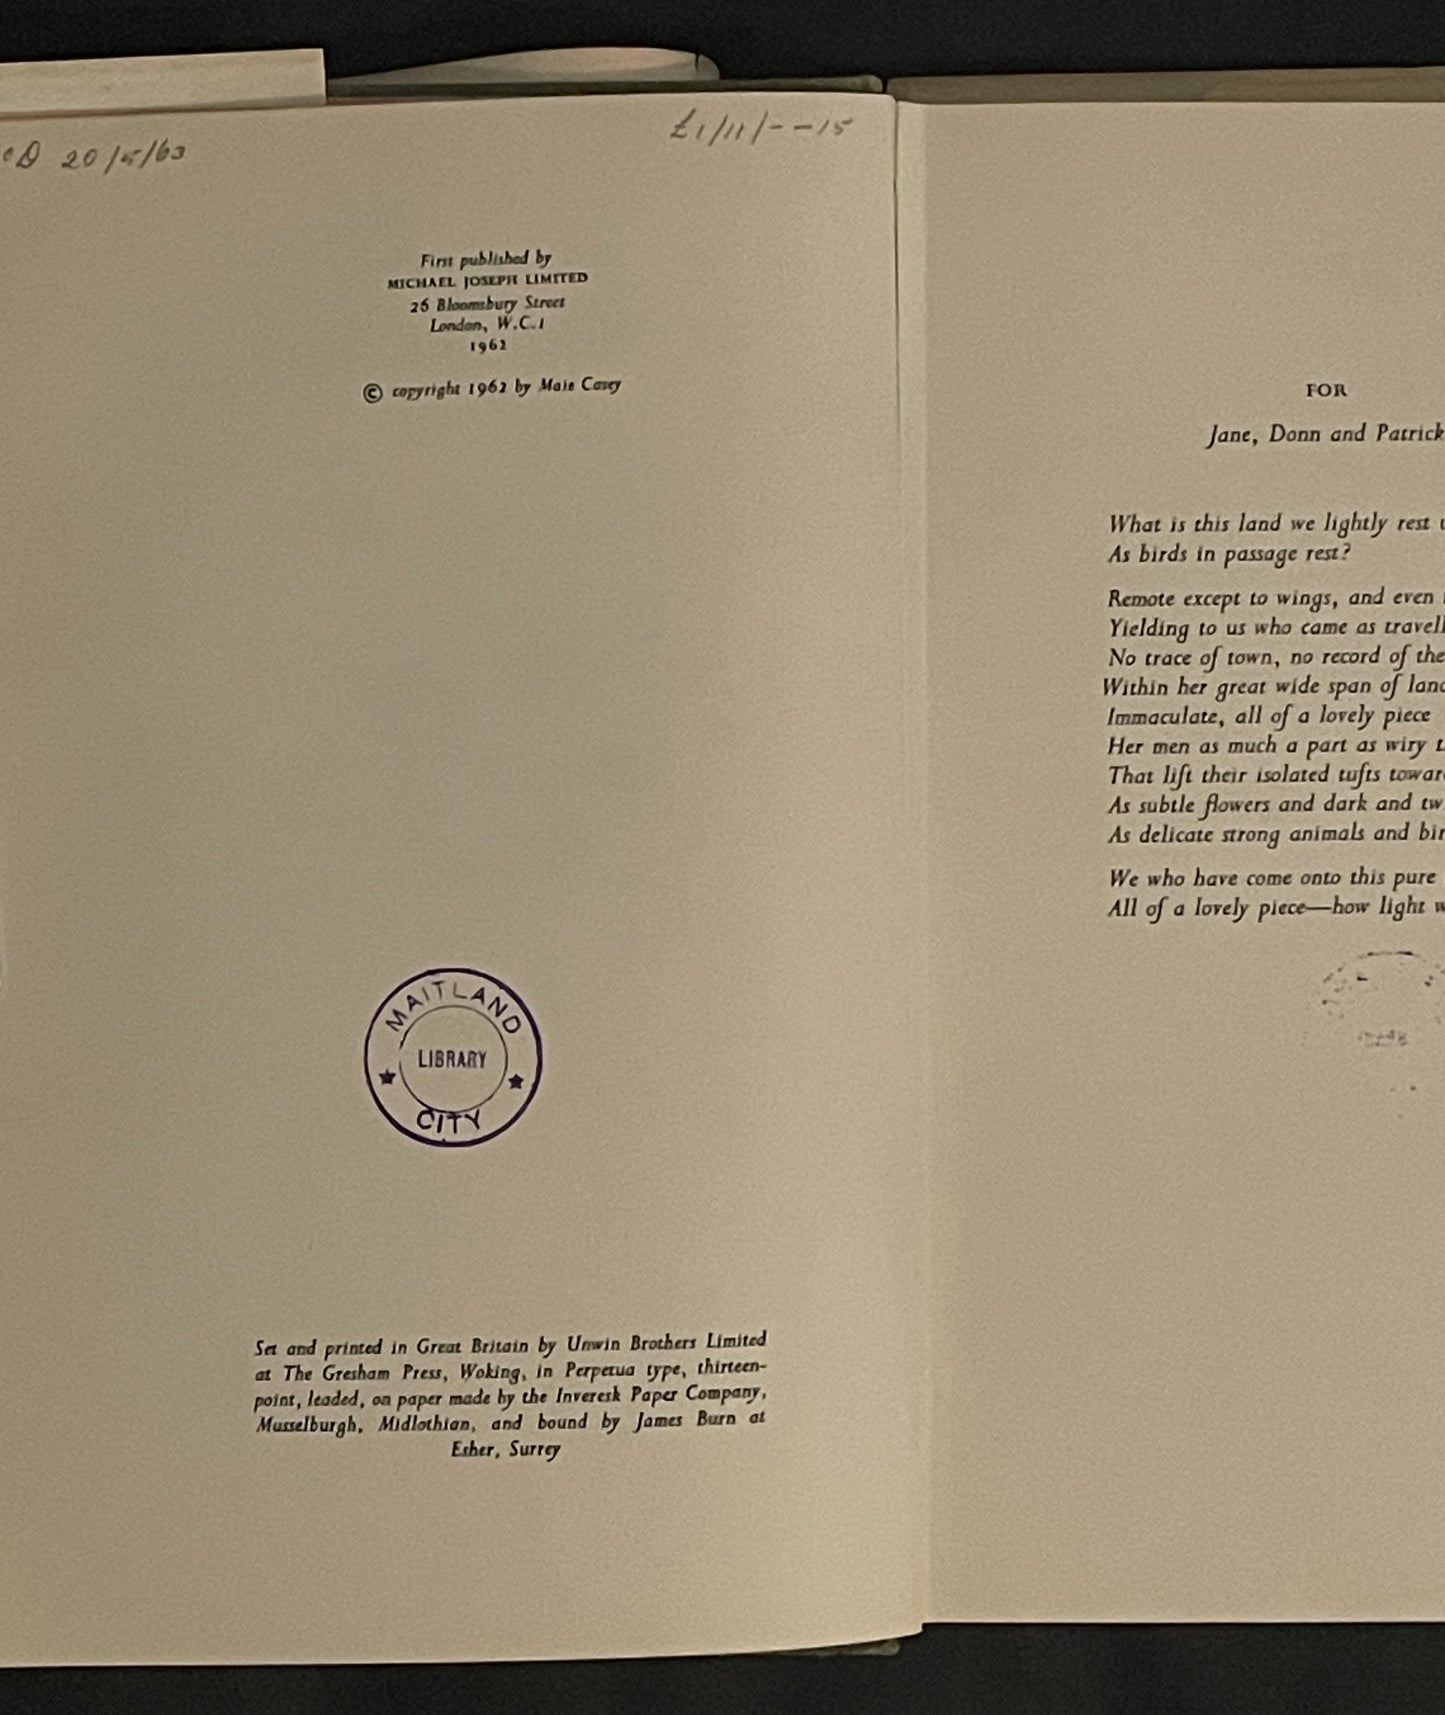 20/5/63
£1/11/--15
First published by
MICHAEL JOSEPH LIMITED
26 Bloomsbury Street
London, W.C.1
1962
© copyright 1962 by Maie Casey
MAITLAND
LIBRARY
CITY
Set and printed in Great Britain by Unwin Brothers Limited
at The Gresham Press, Woking, in Perpetua type, thirteen-
point, leaded, on paper made by the Inveresk Paper Company,
Musselburgh, Midlothian, and bound by James Burn at
Esher, Surrey
FOR
Jane, Donn and Patrick
What is this land we lightly rest
As birds in passage rest?
Remote except to wings, and even
Yielding to us who came as travell
No trace of town, no record of the
Within her great wide span of land
Immaculate, all of a lovely piece
Her men as much a part as wiry
That lift their isolated tufts towar
As subtle flowers and dark and tw
As delicate strong animals and bir
We who have come onto this pure
All of a lovely piece—how light